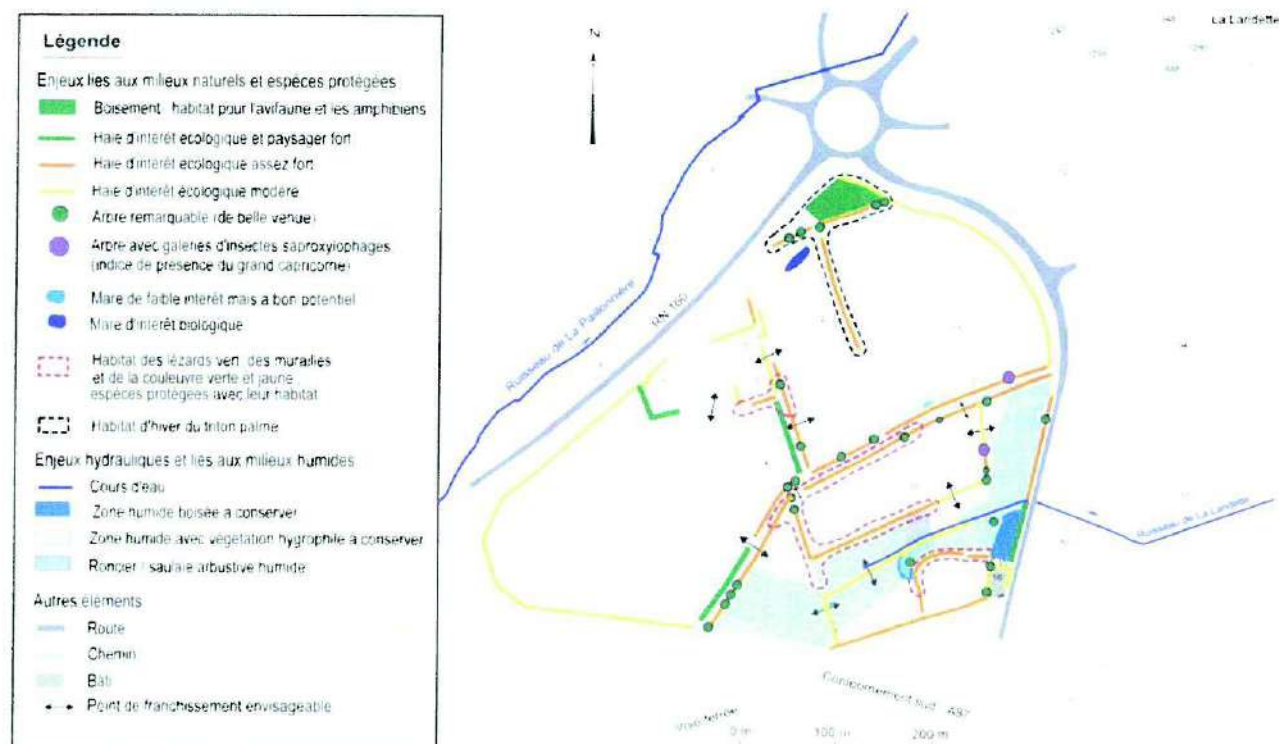 Légende
Enjeux liés aux milieux naturels et espèces protégées
Boisement : habitat pour l'avifaune et les amphibiens
Haie d'intérêt écologique et paysager fort
Haie d'intérêt écologique assez fort
Haie d'intérêt écologique modéré
Arbre remarquable (de belle venue)
Arbre avec galeries d'insectes saproxylophages
(indice de présence du grand capricorne)
Mare de faible intérêt mais a bon potentiel
Mare d'intérêt biologique
Habitat des lézards vert, des murailles
et de la couleuvre verte et jaune :
espèces protégées avec leur habitat
Habitat d'hiver du triton palmé
Enjeux hydrauliques et liés aux milieux humides
Cours d'eau
Zone humide boisée à conserver
Zone humide avec végétation hygrophile à conserver
Roncier / saulaie arbustive humide
Autres éléments
Route
Chemin
Bâti
Point de franchissement envisageable
N
La Landette
RN 160
Ruisseau de La Landette
Contournement sud - A87
Voie ferrée
0 m
100 m
200 m